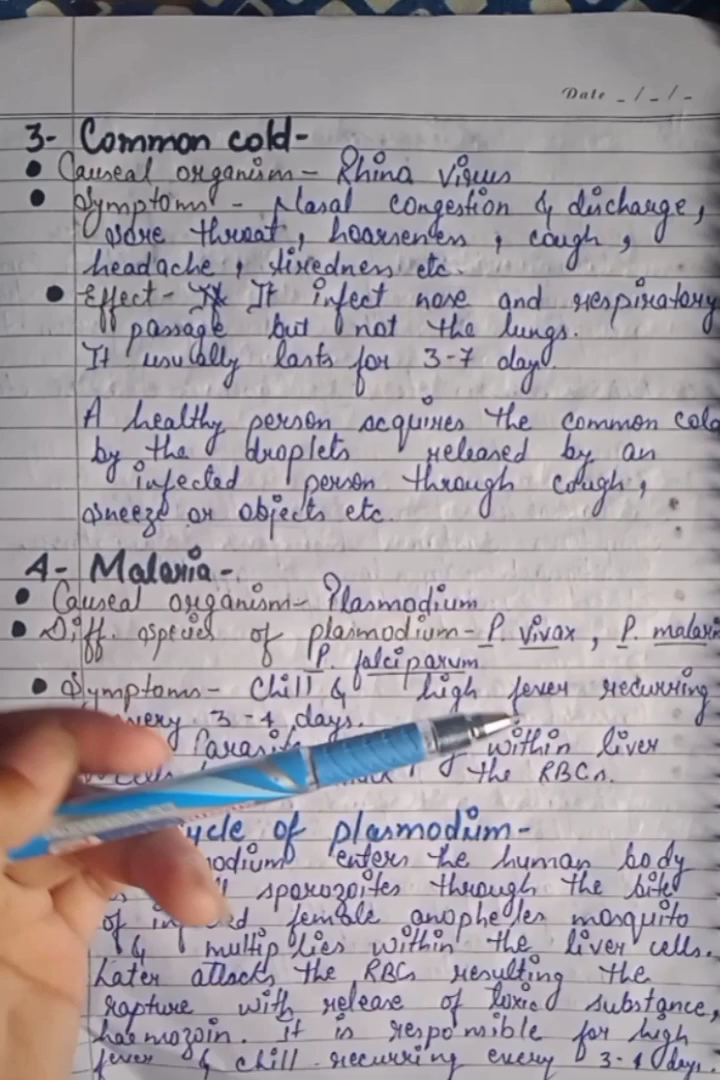 Date _/_/_
3- Common cold-
• Causeal organism- Rhino virus
• Symptoms - Nasal congestion & discharge,
sore throat, hoarseness, cough,
headache, tiredness etc.
• Effect- It infect nose and respiratory
passage but not the lungs.
It usually lasts for 3-7 day
A healthy person acquires the common cold
by the droplets released by an
infected person through cough,
sneeze or objects etc.
4- Malaria-
• Causeal organism- Plasmodium
• Diff. species of plasmodium- P. vivax, P.
P. falciparum
• Symptoms- Chill & high fever recurring
3-4 days.
within liver
the RBCs.
of plasmodium-
enters the human body
sporozoites through the bite
of female anopheles mosquito
& multiplies within the liver cells.
Later attacks the RBCs resulting the
rapture with release of toxic substance,
haemozoin. It is responsible for high
fever & chill recurring every 3-4 days.